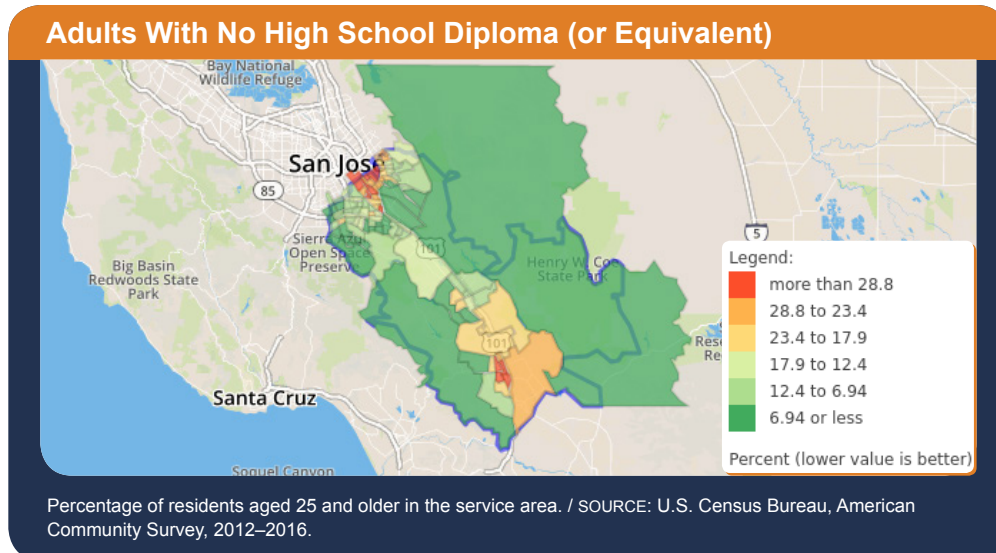 Adults With No High School Diploma (or Equivalent)
Bay National
Wildlife Refuge
San Jose
85
Sierra Azul
Open Space
Preserve
101
5
Big Basin
Redwoods State
Park
Henry W. Coe
State Park
101
Santa Cruz
Soquel Canyon
Legend:
more than 28.8
28.8 to 23.4
23.4 to 17.9
17.9 to 12.4
12.4 to 6.94
6.94 or less
Percent (lower value is better)
Percentage of residents aged 25 and older in the service area. / SOURCE: U.S. Census Bureau, American
Community Survey, 2012–2016.